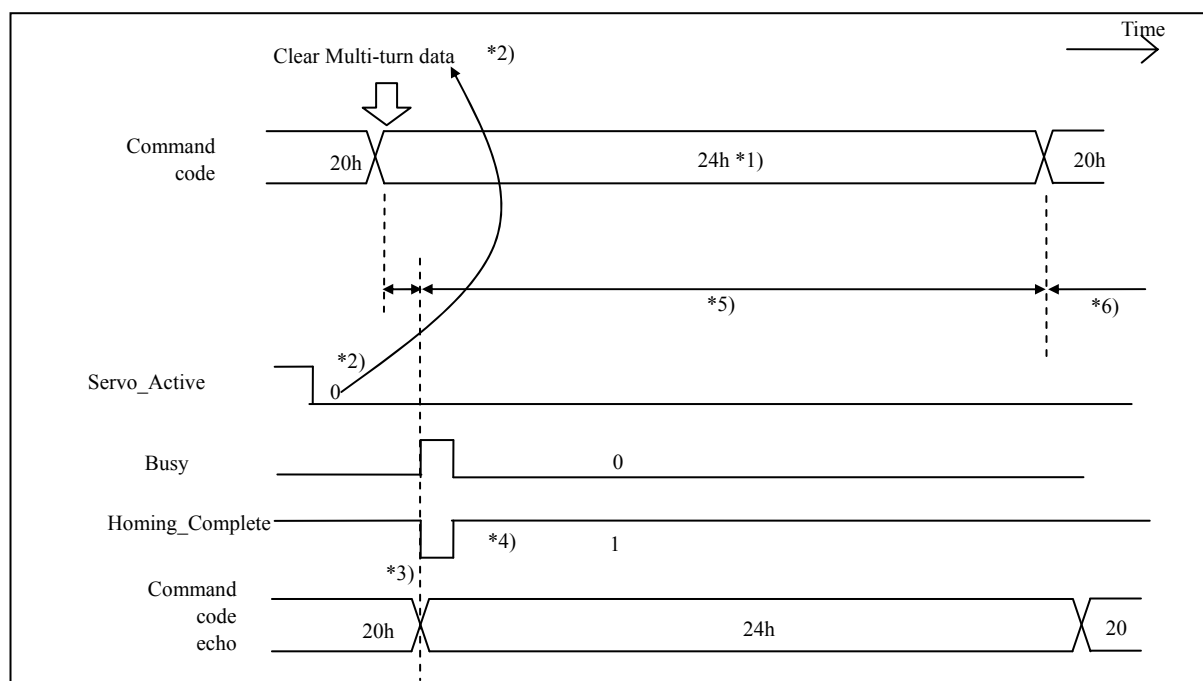 Time
Clear Multi-turn data *2)
Command
code
20h
24h *1)
20h
*5)
*6)
*2)
Servo_Active
0
Busy
0
Homing_Complete
*4)
1
*3)
Command
code
echo
20h
24h
20